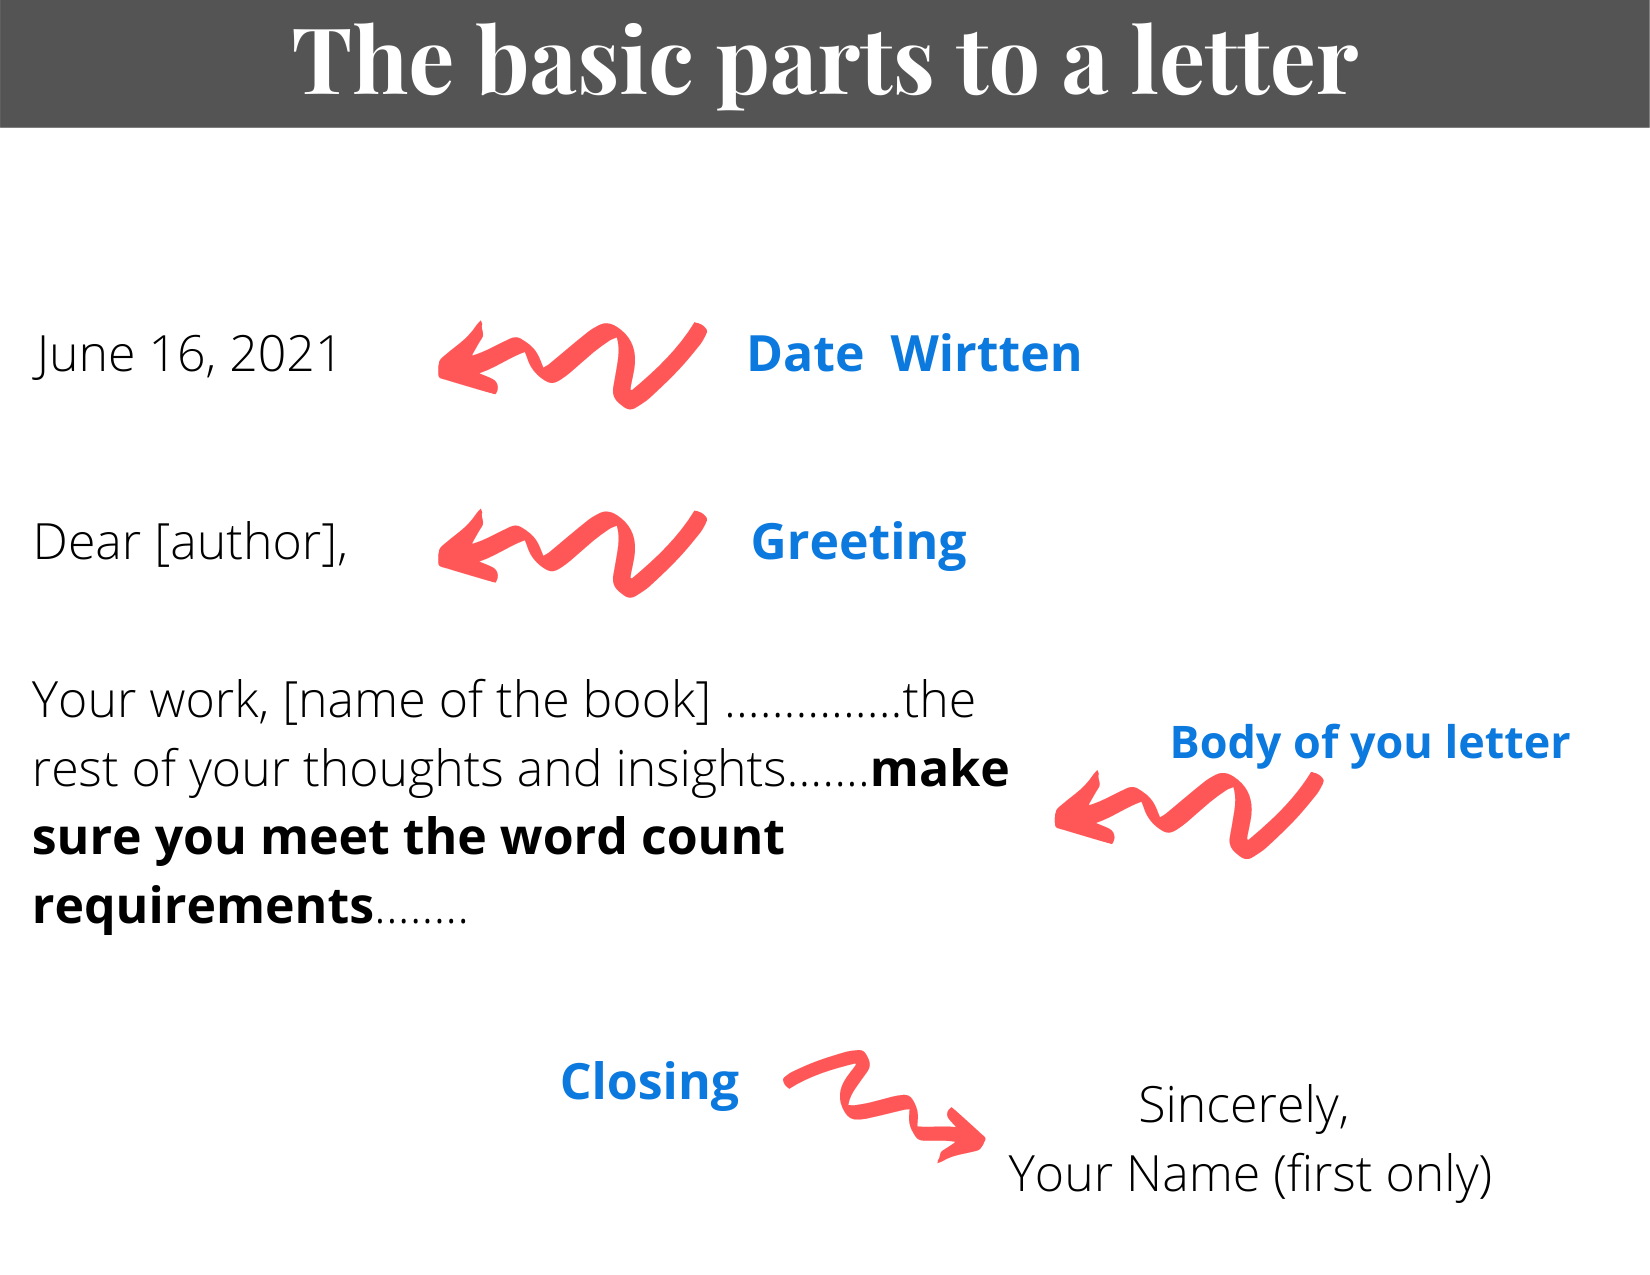 The basic parts to a letter
June 16, 2021
Date  Wirtten
Dear [author],
Greeting
Your work, [name of the book] ...............the
rest of your thoughts and insights.......make
sure you meet the word count
requirements........
Body of you letter
Closing
Sincerely,
Your Name (first only)